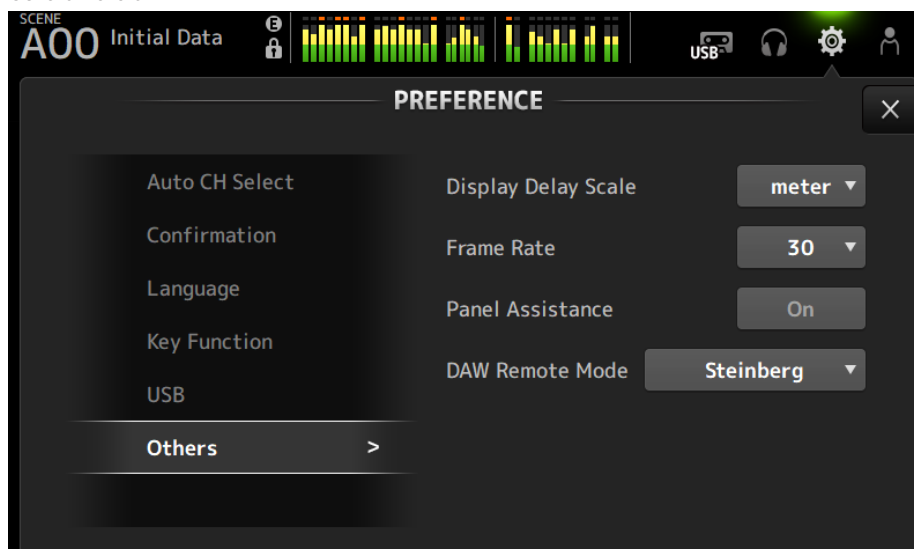 SCENE
A00 Initial Data
E
USB
PREFERENCE
Auto CH Select
Confirmation
Language
Key Function
USB
Others >
Display Delay Scale meter
Frame Rate 30
Panel Assistance On
DAW Remote Mode Steinberg